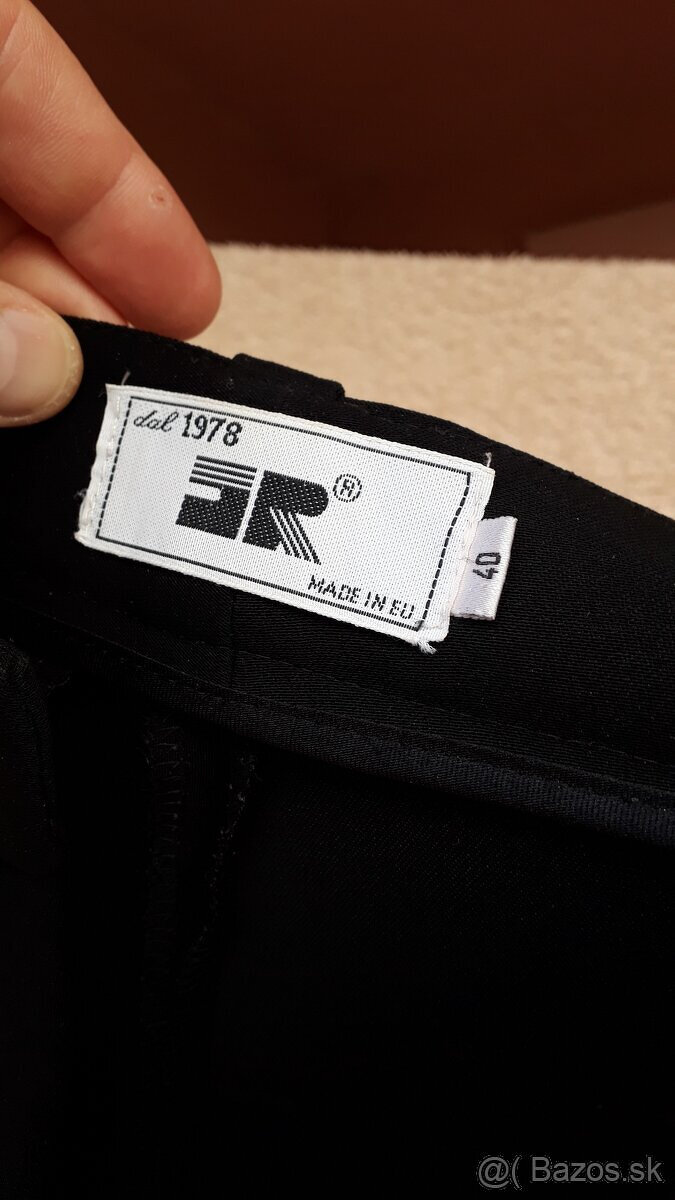 dal 1978
JR®
MADE IN EU
40
@( Bazos.sk